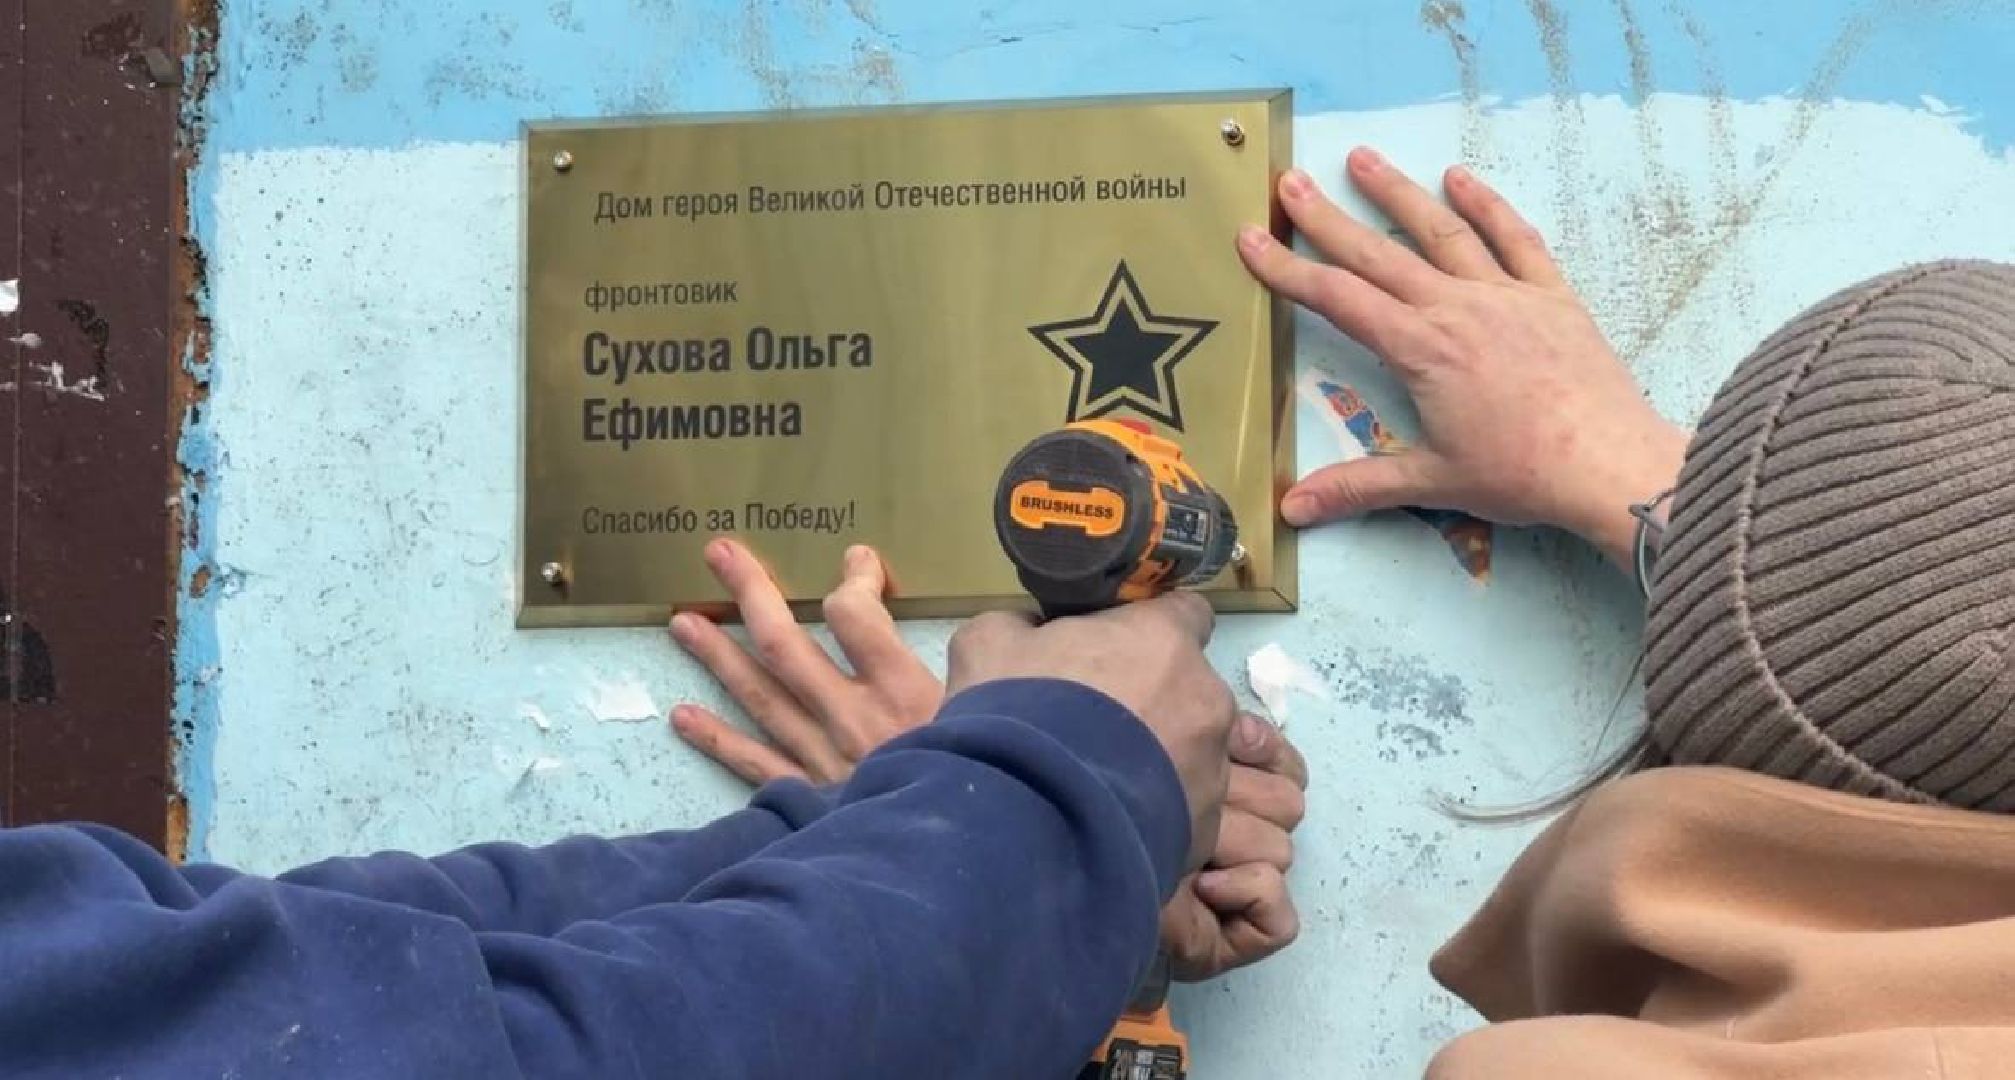 Дом героя Великой Отечественной войны
фронтовик
Сухова Ольга
Ефимовна
Спасибо за Победу!
BRUSHLESS